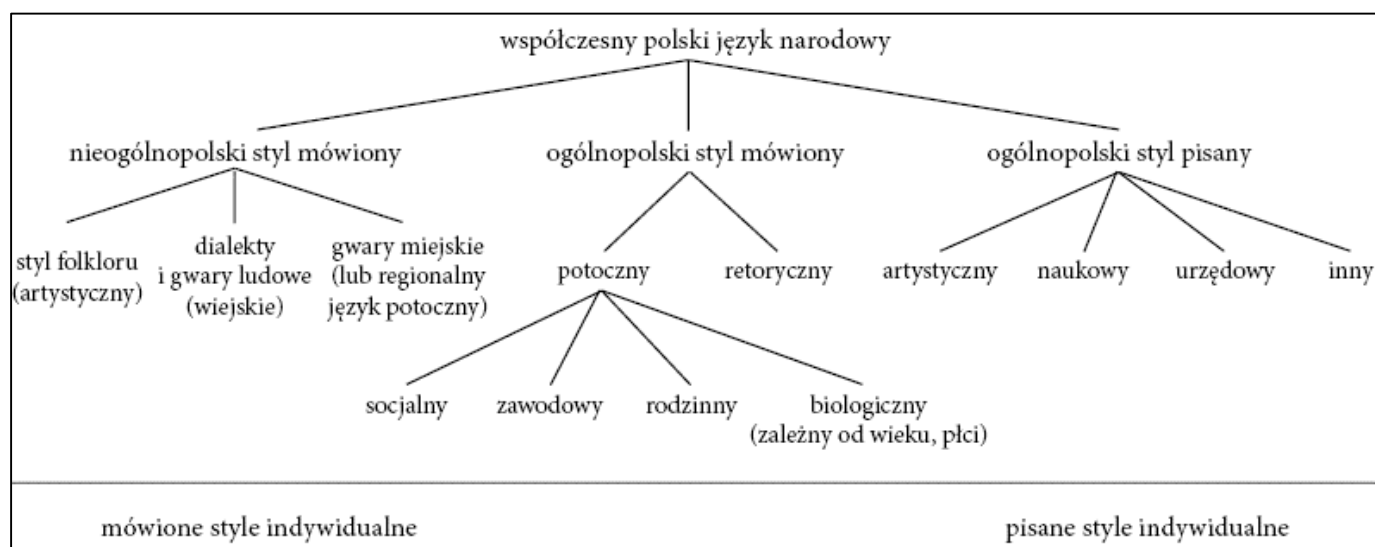 współczesny polski język narodowy
nieogólnopolski styl mówiony
ogólnopolski styl mówiony
ogólnopolski styl pisany
styl folkloru
(artystyczny)
dialekty
i gwary ludowe
(wiejskie)
gwary miejskie
(lub regionalny
język potoczny)
potoczny
retoryczny
artystyczny
naukowy
urzędowy
inny
socjalny
zawodowy
rodzinny
biologiczny
(zależny od wieku, płci)
mówione style indywidualne
pisane style indywidualne